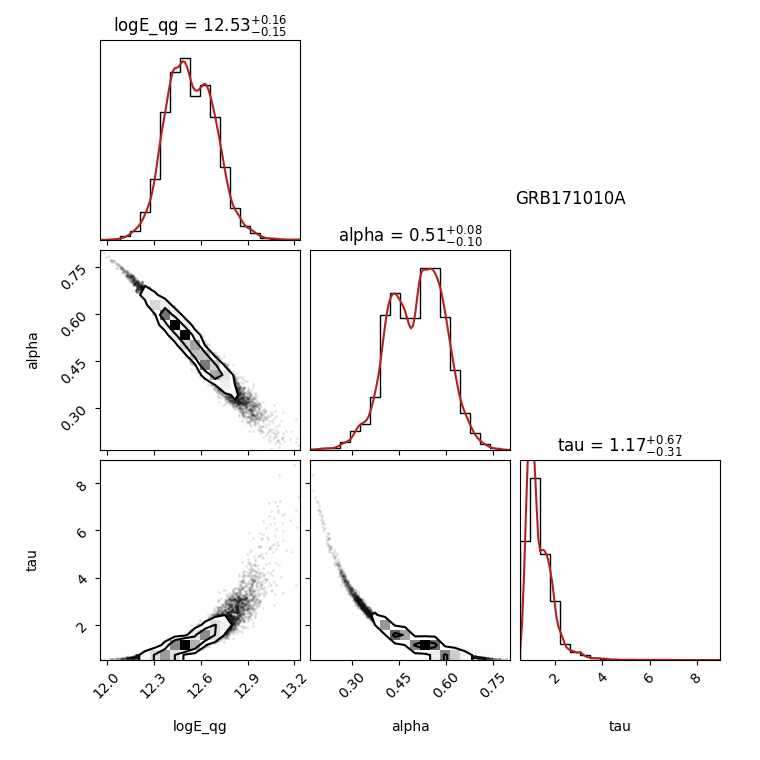 logE_qg = 12.53+0.16−0.15
GRB171010A
alpha = 0.51+0.08−0.10
0.75
0.60
0.45
0.30
alpha
tau = 1.17+0.67−0.31
8
6
4
2
tau
12.0 12.3 12.6 12.9 13.2
0.30 0.45 0.60 0.75
2 4 6 8
logE_qg alpha tau